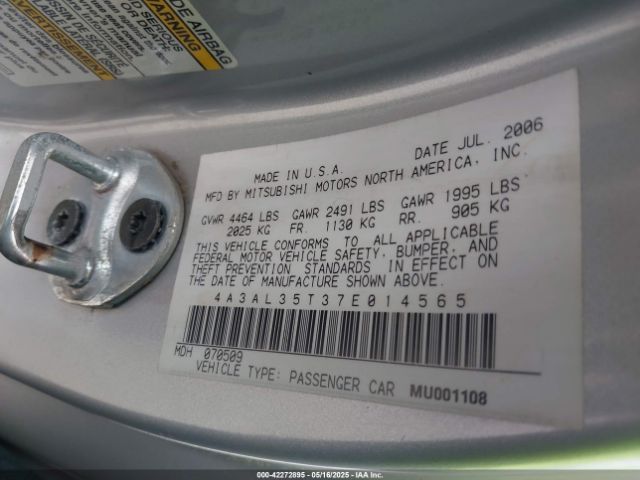 SIDE AIRBAG
WARNING
AVERTISSEMENT
MADE IN U.S.A. DATE JUL. 2006
MFD BY MITSUBISHI MOTORS NORTH AMERICA, INC.
GVWR 4464 LBS GAWR 2491 LBS GAWR 1995 LBS
2025 KG FR. 1130 KG RR. 905 KG
THIS VEHICLE CONFORMS TO ALL APPLICABLE
FEDERAL MOTOR VEHICLE SAFETY, BUMPER, AND
THEFT PREVENTION STANDARDS IN EFFECT ON
THE DATE OF MANUFACTURE SHOWN ABOVE.
4A3AL35T37E014565
MDH 070509
VEHICLE TYPE: PASSENGER CAR MU001108
000-42272895 - 05/16/2025 - IAA Inc.